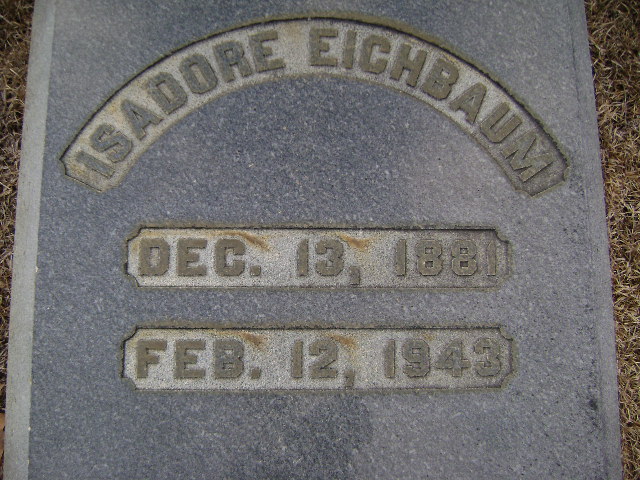 ISADORE EICHBAUM
DEC. 13, 1881
FEB. 12, 1943